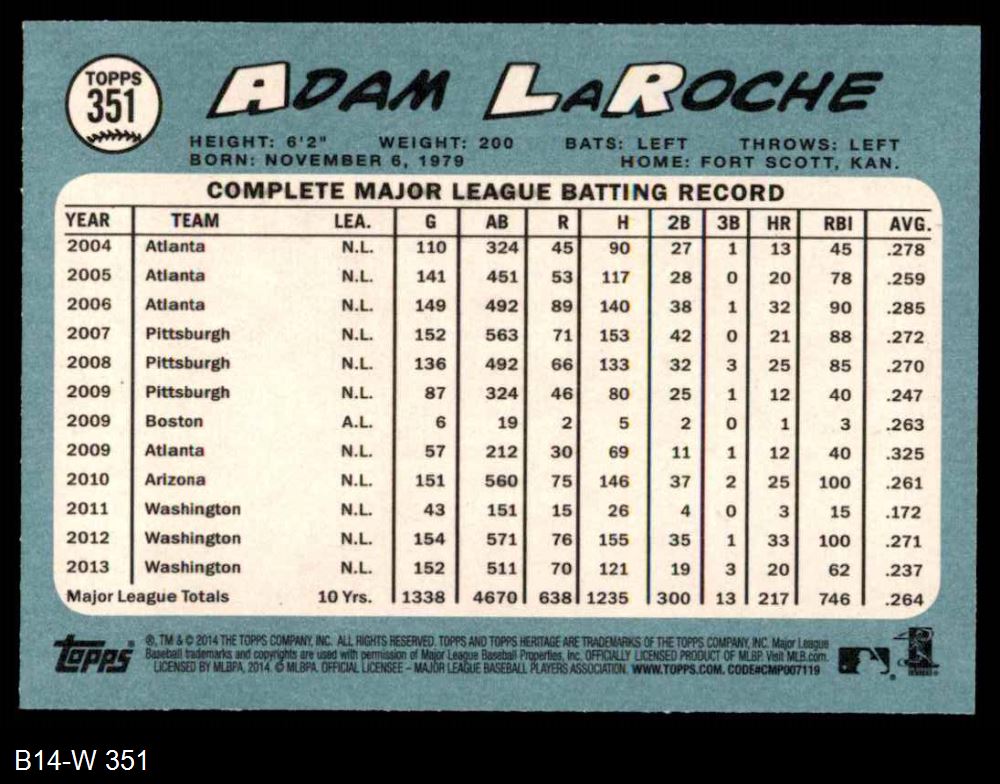 TOPPS
351
ADAM LAROCHE
HEIGHT: 6'2" WEIGHT: 200 BATS: LEFT THROWS: LEFT
BORN: NOVEMBER 6, 1979 HOME: FORT SCOTT, KAN.
COMPLETE MAJOR LEAGUE BATTING RECORD
YEAR TEAM LEA. G AB R H 2B 3B HR RBI AVG.
2004 Atlanta N.L. 110 324 45 90 27 1 13 45 .278
2005 Atlanta N.L. 141 451 53 117 28 0 20 78 .259
2006 Atlanta N.L. 149 492 89 140 38 1 32 90 .285
2007 Pittsburgh N.L. 152 563 71 153 42 0 21 88 .272
2008 Pittsburgh N.L. 136 492 66 133 32 3 25 85 .270
2009 Pittsburgh N.L. 87 324 46 80 25 1 12 40 .247
2009 Boston A.L. 6 19 2 5 2 0 1 3 .263
2009 Atlanta N.L. 57 212 30 69 11 1 12 40 .325
2010 Arizona N.L. 151 560 75 146 37 2 25 100 .261
2011 Washington N.L. 43 151 15 26 4 0 3 15 .172
2012 Washington N.L. 154 571 76 155 35 1 33 100 .271
2013 Washington N.L. 152 511 70 121 19 3 20 62 .237
Major League Totals 10 Yrs. 1338 4670 638 1235 300 13 217 746 .264
topps
®, TM & © 2014 THE TOPPS COMPANY, INC. ALL RIGHTS RESERVED. TOPPS AND TOPPS HERITAGE ARE TRADEMARKS OF THE TOPPS COMPANY, INC. Major League
Baseball trademarks and copyrights are used with permission of Major League Baseball Properties, Inc. OFFICIALLY LICENSED PRODUCT OF MLBP. Visit MLB.com.
LICENSED BY MLBPA, 2014. © MLBPA. OFFICIAL LICENSEE – MAJOR LEAGUE BASEBALL PLAYERS ASSOCIATION. WWW.TOPPS.COM. CODE#CMP007119
B14-W 351